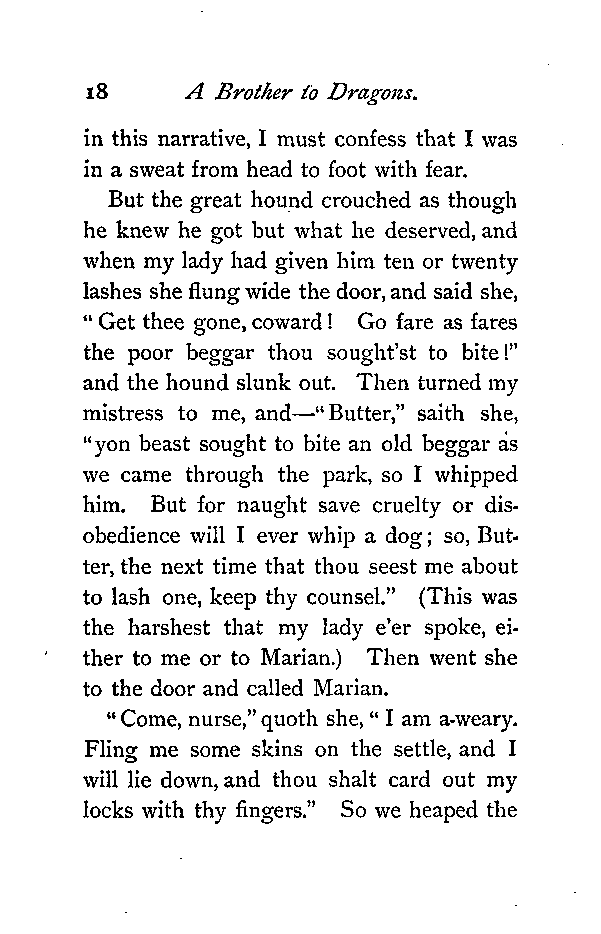 18 A Brother to Dragons.
in this narrative, I must confess that I was
in a sweat from head to foot with fear.
But the great hound crouched as though
he knew he got but what he deserved, and
when my lady had given him ten or twenty
lashes she flung wide the door, and said she,
“Get thee gone, coward! Go fare as fares
the poor beggar thou sought'st to bite!”
and the hound slunk out. Then turned my
mistress to me, and—“Butter,” saith she,
“yon beast sought to bite an old beggar as
we came through the park, so I whipped
him. But for naught save cruelty or dis-
obedience will I ever whip a dog; so, But-
ter, the next time that thou seest me about
to lash one, keep thy counsel.” (This was
the harshest that my lady e'er spoke, ei-
ther to me or to Marian.) Then went she
to the door and called Marian.
“Come, nurse,” quoth she, “I am a-weary.
Fling me some skins on the settle, and I
will lie down, and thou shalt card out my
locks with thy fingers.” So we heaped the